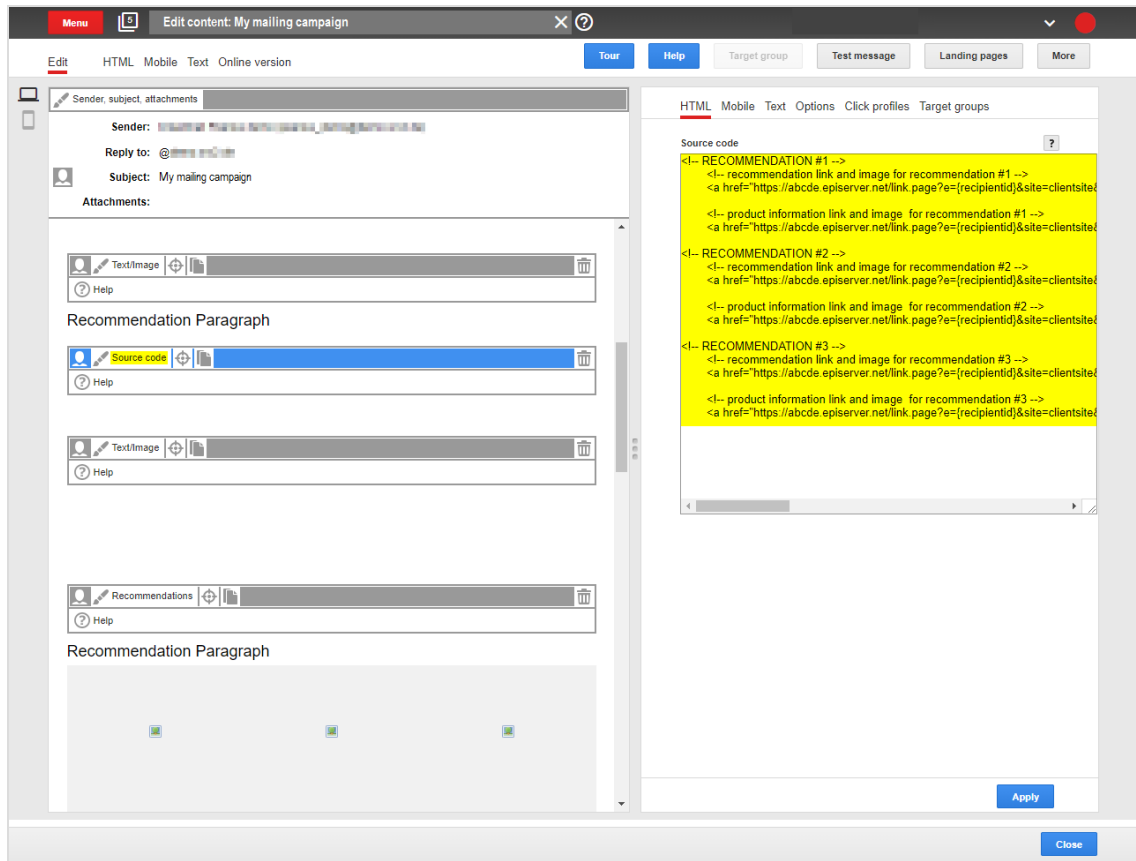 Menu 5 Edit content: My mailing campaign
Edit HTML Mobile Text Online version Tour Help Target group Test message Landing pages More
Sender, subject, attachments
Sender:
Reply to: @
Subject: My mailing campaign
Attachments:
Text/Image
? Help
Recommendation Paragraph
Source code
? Help
Text/Image
? Help
Recommendations
? Help
Recommendation Paragraph
HTML Mobile Text Options Click profiles Target groups
Source code ?
<!-- RECOMMENDATION #1 -->
<!-- recommendation link and image for recommendation #1 -->
<a href="https://abcde.episerver.net/link.page?e={recipientid}&site=clientsite&
<!-- product information link and image  for recommendation #1 -->
<a href="https://abcde.episerver.net/link.page?e={recipientid}&site=clientsite&
<!-- RECOMMENDATION #2 -->
<!-- recommendation link and image for recommendation #2 -->
<a href="https://abcde.episerver.net/link.page?e={recipientid}&site=clientsite&
<!-- product information link and image  for recommendation #2 -->
<a href="https://abcde.episerver.net/link.page?e={recipientid}&site=clientsite&
<!-- RECOMMENDATION #3 -->
<!-- recommendation link and image for recommendation #3 -->
<a href="https://abcde.episerver.net/link.page?e={recipientid}&site=clientsite&
<!-- product information link and image  for recommendation #3 -->
<a href="https://abcde.episerver.net/link.page?e={recipientid}&site=clientsite&
Apply
Close